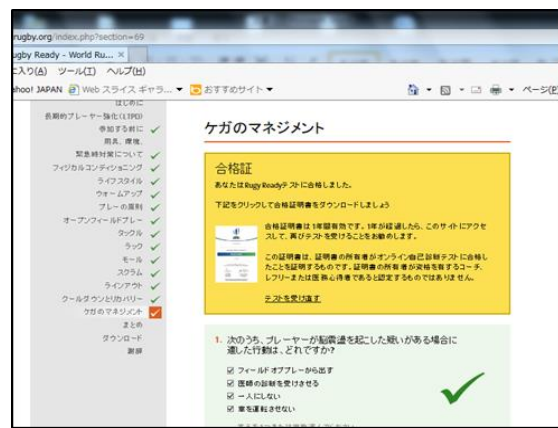 rugby.org/index.php?section=69
ugby Ready - World Ru... ×
に入り(A) ツール(T) ヘルプ(H)
ahoo! JAPAN Web スライス ギャラ... おすすめサイト ページ(P)
はじめに
長期的プレーヤー強化(LTPD)
参加する前に
用具、環境、
緊急時対策について
フィジカルコンディショニング
ライフスタイル
ウォームアップ
プレーの原則
オープンフィールドプレー
タックル
ラック
モール
スクラム
ラインアウト
クールダウンとリカバリー
ケガのマネジメント
まとめ
ダウンロード
謝辞
ケガのマネジメント
合格証
あなたはRugy Readyテストに合格しました。
下記をクリックして合格証明書をダウンロードしましょう
合格証明書は1年間有効です。1年が経過したら、このサイトにアクセ
スして、再びテストを受けることをお勧めします。
この証明書は、証明書の所有者がオンライン自己診断テストに合格し
たことを証明するものです。証明書の所有者が資格を有するコーチ、
レフリーまたは医務心得者であると認定するものではありません。
テストを受け直す
1. 次のうち、プレーヤーが脳震盪を起こした疑いがある場合に
適した行動は、どれですか?
フィールドオブプレーから出す
医師の診断を受けさせる
一人にしない
車を運転させない